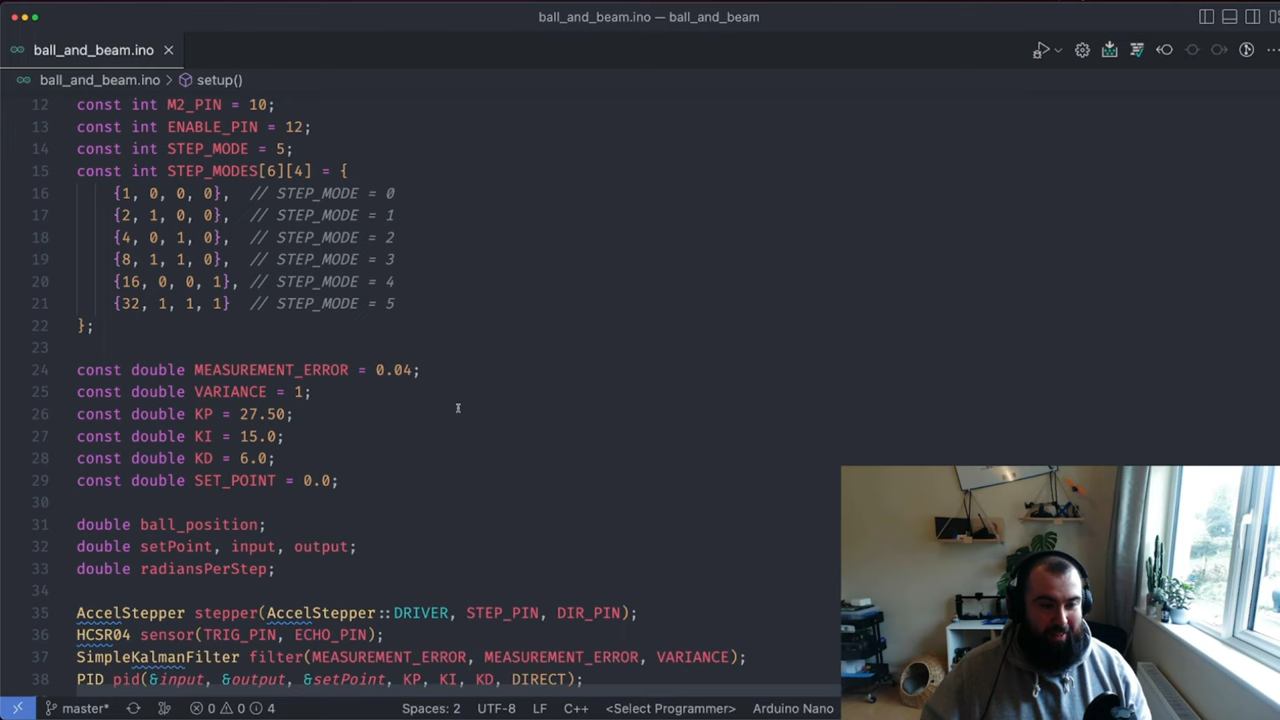 ball_and_beam.ino — ball_and_beam
ball_and_beam.ino
ball_and_beam.ino > setup()
12 const int M2_PIN = 10;
13 const int ENABLE_PIN = 12;
14 const int STEP_MODE = 5;
15 const int STEP_MODES[6][4] = {
16 {1, 0, 0, 0}, // STEP_MODE = 0
17 {2, 1, 0, 0}, // STEP_MODE = 1
18 {4, 0, 1, 0}, // STEP_MODE = 2
19 {8, 1, 1, 0}, // STEP_MODE = 3
20 {16, 0, 0, 1}, // STEP_MODE = 4
21 {32, 1, 1, 1} // STEP_MODE = 5
22 };
23
24 const double MEASUREMENT_ERROR = 0.04;
25 const double VARIANCE = 1;
26 const double KP = 27.50;
27 const double KI = 15.0;
28 const double KD = 6.0;
29 const double SET_POINT = 0.0;
30
31 double ball_position;
32 double setPoint, input, output;
33 double radiansPerStep;
34
35 AccelStepper stepper(AccelStepper::DRIVER, STEP_PIN, DIR_PIN);
36 HCSR04 sensor(TRIG_PIN, ECHO_PIN);
37 SimpleKalmanFilter filter(MEASUREMENT_ERROR, MEASUREMENT_ERROR, VARIANCE);
38 PID pid(&input, &output, &setPoint, KP, KI, KD, DIRECT);
master* 0 0 4 Spaces: 2 UTF-8 LF C++ <Select Programmer> Arduino Nano